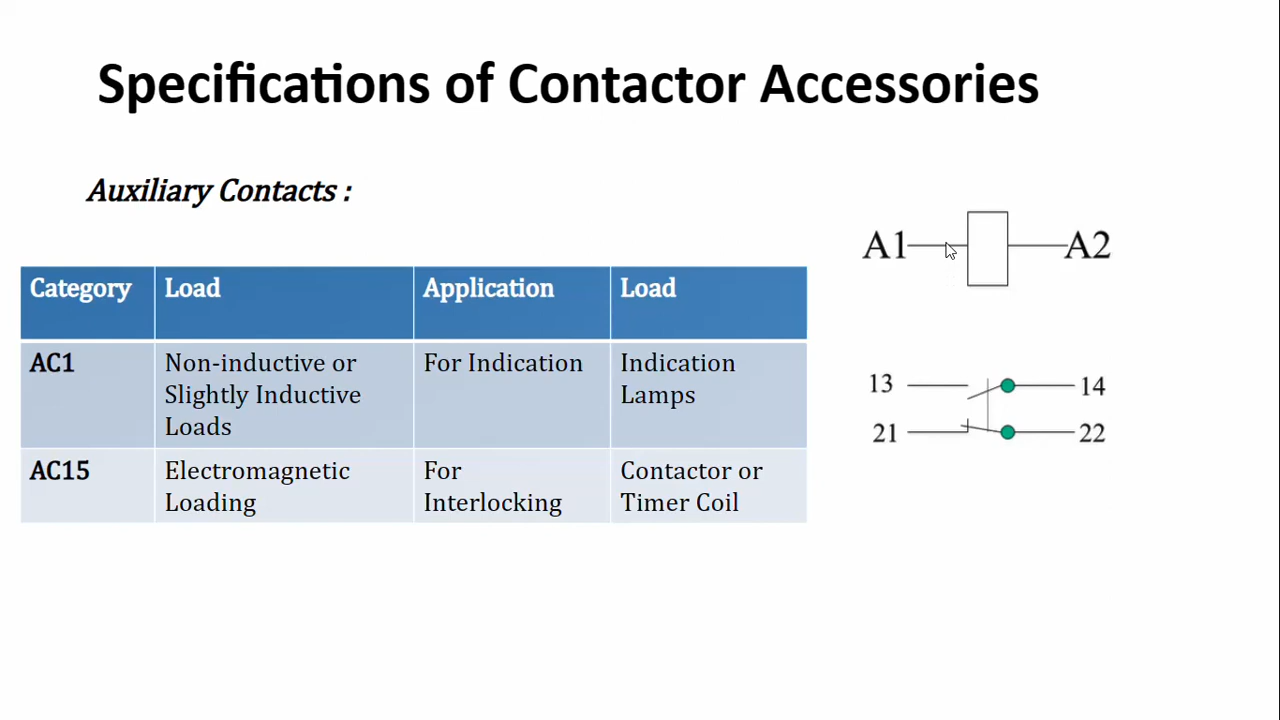 Specifications of Contactor Accessories
Auxiliary Contacts :
Category Load Application Load
AC1 Non-inductive or Slightly Inductive Loads For Indication Indication Lamps
AC15 Electromagnetic Loading For Interlocking Contactor or Timer Coil
A1 A2
13 14
21 22